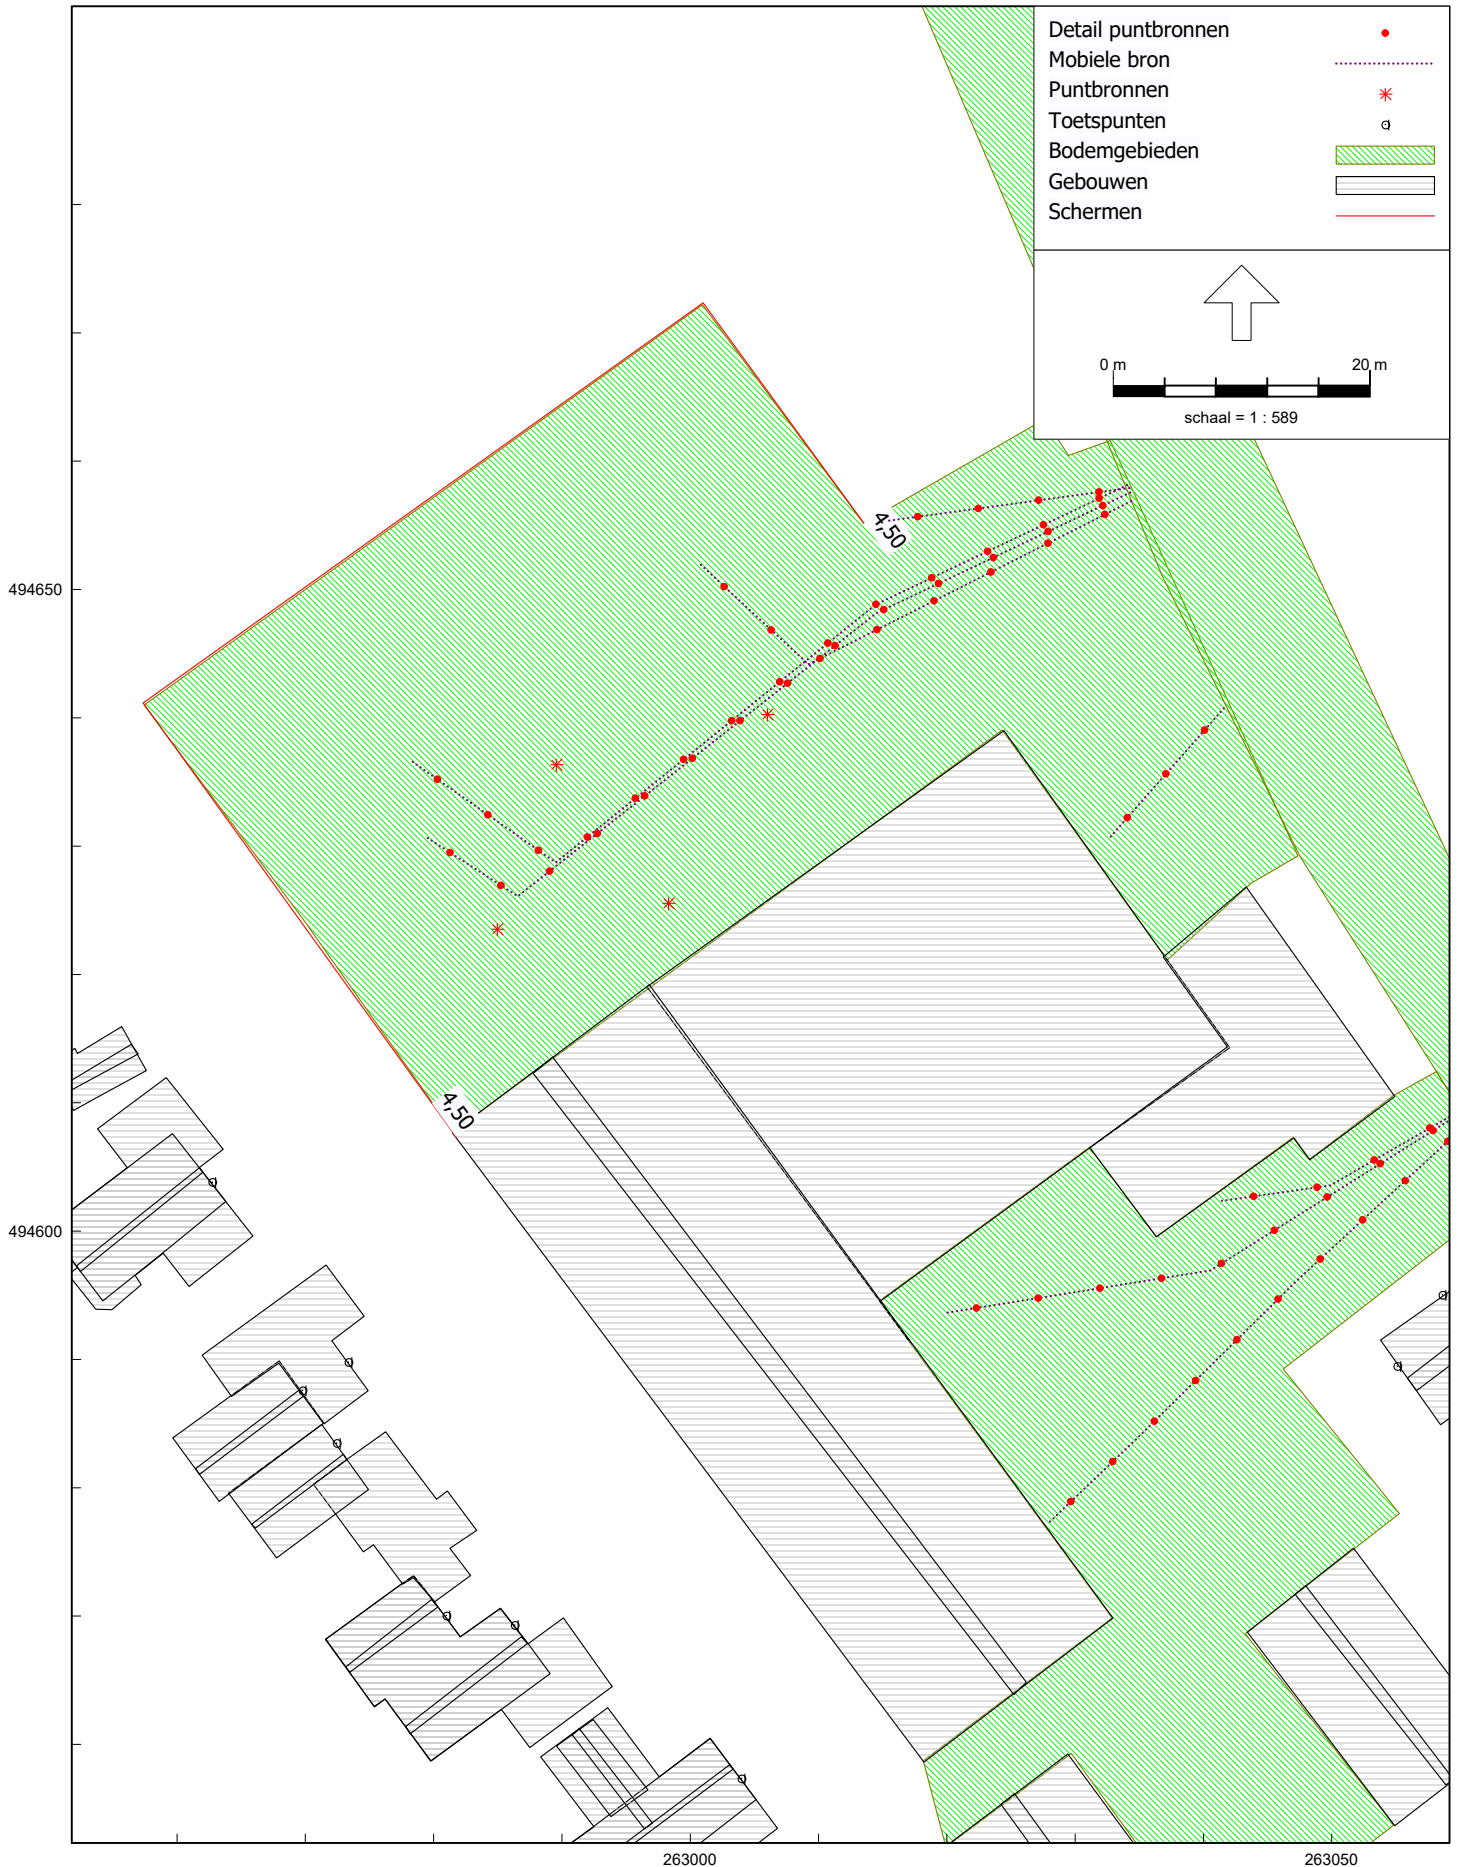 Detail puntbronnen
Mobiele bron
Puntbronnen
Toetspunten
Bodemgebieden
Gebouwen
Schermen
0 m
20 m
schaal = 1 : 589
4,50
494650
4,50
494600
263000
263050